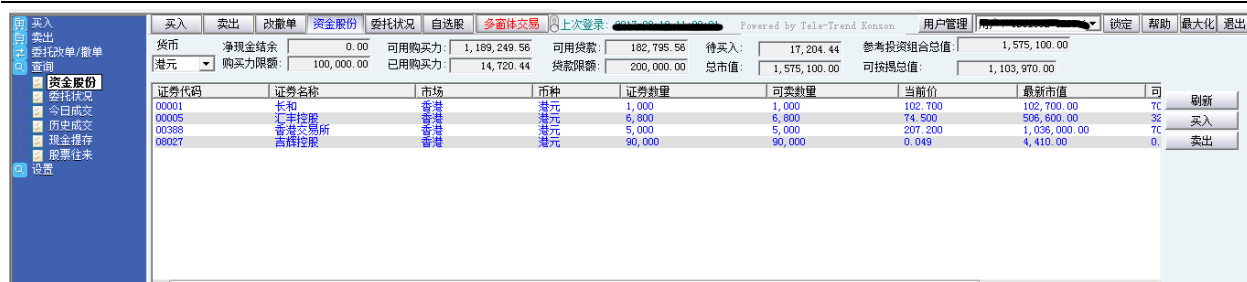 买入
卖出
委托改单/撤单
查询
资金股份
委托状况
今日成交
历史成交
现金提存
股票往来
设置
买入 卖出 改撤单 资金股份 委托状况 自选股 多窗体交易 上次登录: Powered by Tele-Trend Konson 用户管理 锁定 帮助 最大化 退出
货币 净现金结余 0.00 可用购买力: 1,189,249.56 可用贷款: 182,795.56 待买入: 17,204.44 参考投资组合总值: 1,575,100.00
港元 购买力限额: 100,000.00 已用购买力: 14,720.44 贷款限额: 200,000.00 总市值: 1,575,100.00 可按揭总值: 1,103,970.00
证券代码 证券名称 市场 币种 证券数量 可卖数量 当前价 最新市值 可
00001 长和 香港 港元 1,000 1,000 102.700 102,700.00 70
00005 汇丰控股 香港 港元 6,800 6,800 74.500 506,600.00 32
00388 香港交易所 香港 港元 5,000 5,000 207.200 1,036,000.00 70
08027 吉辉控股 香港 港元 90,000 90,000 0.049 4,410.00 0.
刷新
买入
卖出